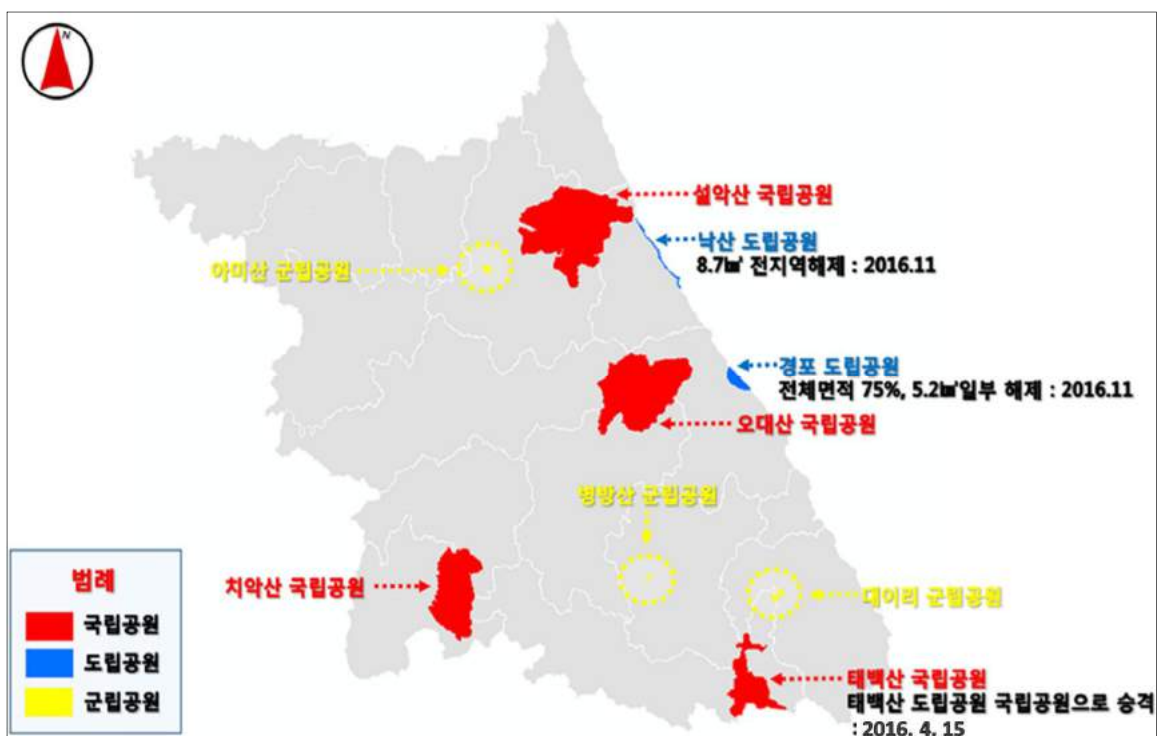 N
설악산 국립공원
낙산 도립공원
8.7㎢ 전지역해제 : 2016.11
아미산 군립공원
경포 도립공원
전체면적 75%, 5.2㎢일부 해제 : 2016.11
오대산 국립공원
병방산 군립공원
치악산 국립공원
대이리 군립공원
태백산 국립공원
태백산 도립공원 국립공원으로 승격
: 2016, 4, 15
범례
국립공원
도립공원
군립공원